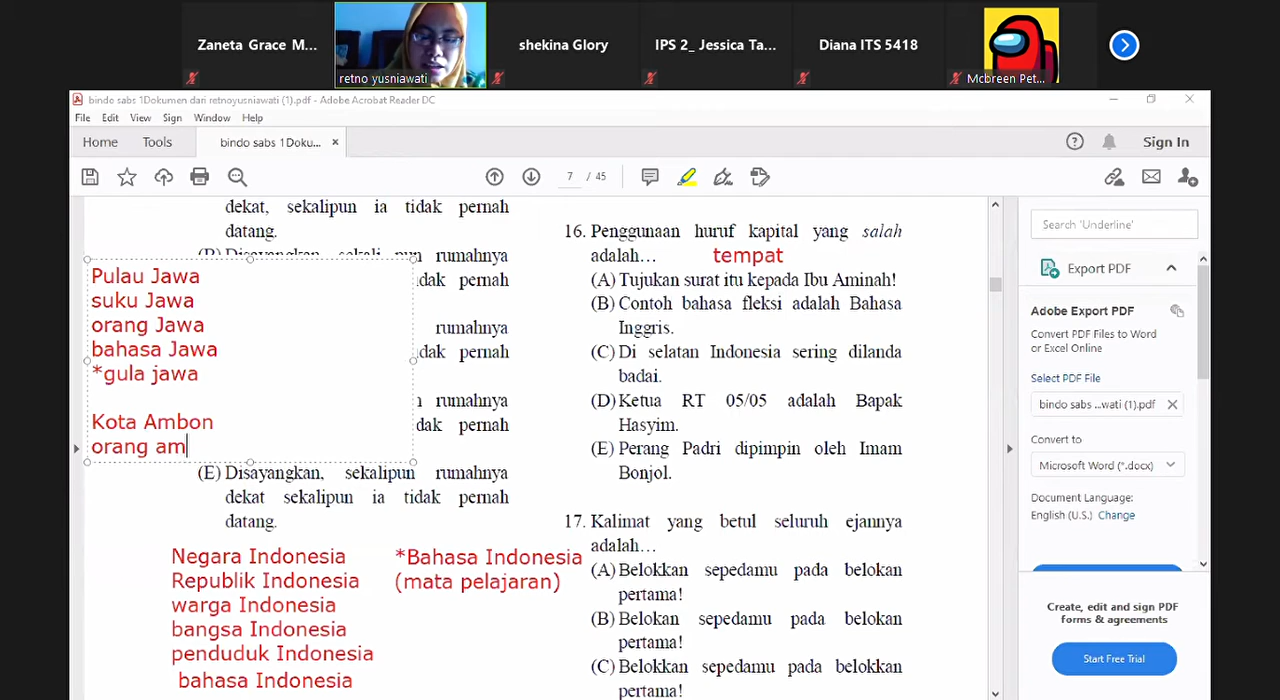 Zaneta Grace M...
retno yusniawati
shekina Glory
IPS 2_ Jessica Ta...
Diana ITS 5418
Mcbreen Pet...
bindo sabs 1Dokumen dari retnoyusniawati (1).pdf - Adobe Acrobat Reader DC
File Edit View Sign Window Help
Home Tools bindo sabs 1Doku... × Sign In
7 / 45
dekat, sekalipun ia tidak pernah
datang.
rumahnya
dak pernah
rumahnya
dak pernah
rumahnya
dak pernah
(E) Disayangkan, sekalipun rumahnya
dekat sekalipun ia tidak pernah
datang.
Pulau Jawa
suku Jawa
orang Jawa
bahasa Jawa
*gula jawa
Kota Ambon
orang am
Negara Indonesia
Republik Indonesia
warga Indonesia
bangsa Indonesia
penduduk Indonesia
bahasa Indonesia
*Bahasa Indonesia
(mata pelajaran)
16. Penggunaan huruf kapital yang salah
adalah… tempat
(A) Tujukan surat itu kepada Ibu Aminah!
(B) Contoh bahasa fleksi adalah Bahasa
Inggris.
(C) Di selatan Indonesia sering dilanda
badai.
(D) Ketua RT 05/05 adalah Bapak
Hasyim.
(E) Perang Padri dipimpin oleh Imam
Bonjol.
17. Kalimat yang betul seluruh ejannya
adalah…
(A) Belokkan sepedamu pada belokan
pertama!
(B) Belokan sepedamu pada belokan
pertama!
(C) Belokkan sepedamu pada belokkan
pertama!
Search 'Underline'
Export PDF
Adobe Export PDF
Convert PDF Files to Word
or Excel Online
Select PDF File
bindo sabs ...wati (1).pdf ×
Convert to
Microsoft Word (*.docx)
Document Language:
English (U.S.) Change
Create, edit and sign PDF
forms & agreements
Start Free Trial